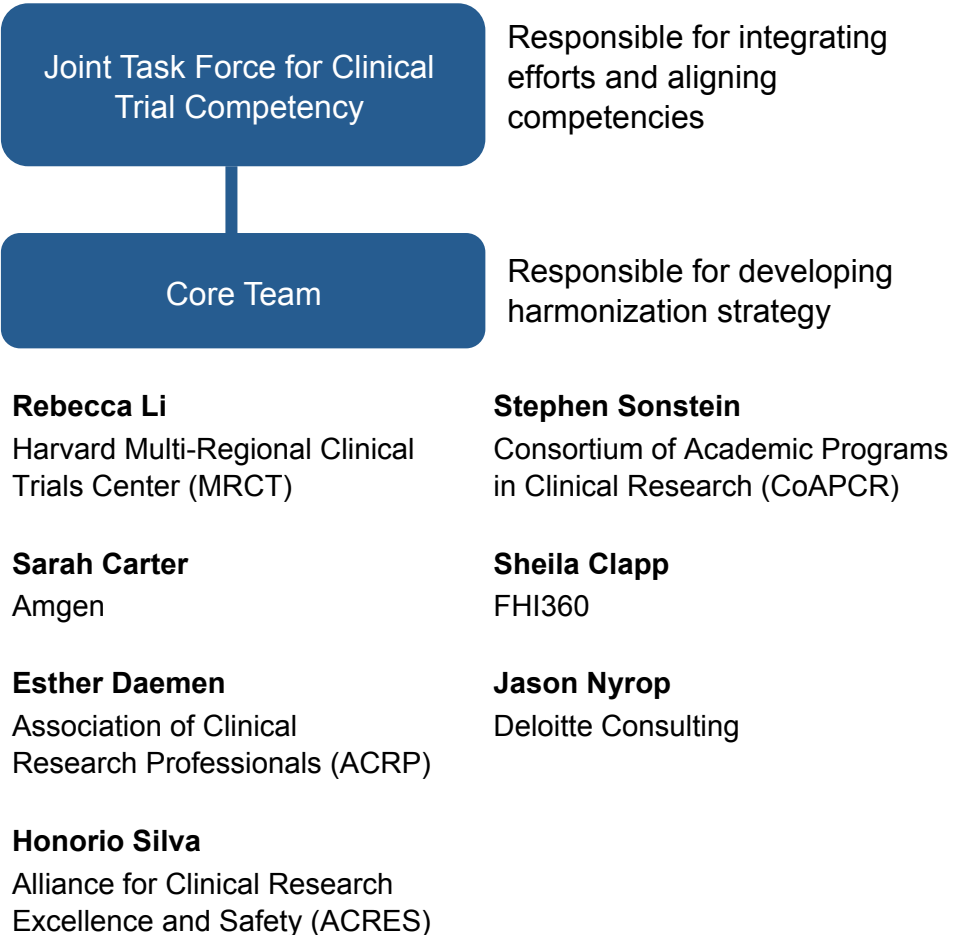 Joint Task Force for Clinical
Trial Competency
Responsible for integrating
efforts and aligning
competencies
Core Team
Responsible for developing
harmonization strategy
Rebecca Li
Harvard Multi-Regional Clinical
Trials Center (MRCT)
Stephen Sonstein
Consortium of Academic Programs
in Clinical Research (CoAPCR)
Sarah Carter
Amgen
Sheila Clapp
FHI360
Esther Daemen
Association of Clinical
Research Professionals (ACRP)
Jason Nyrop
Deloitte Consulting
Honorio Silva
Alliance for Clinical Research
Excellence and Safety (ACRES)